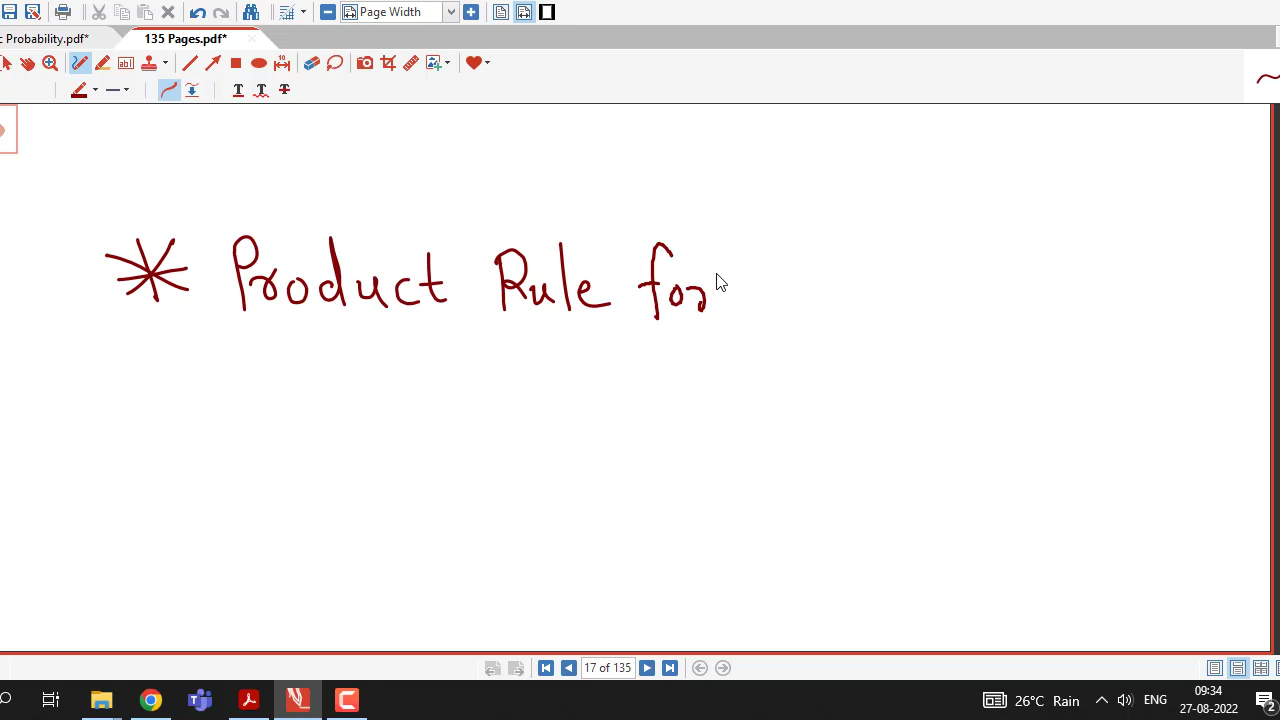 Page Width
c Probability.pdf*
135 Pages.pdf*
* Product Rule for
17 of 135
26°C Rain
ENG
09:34
27-08-2022
2